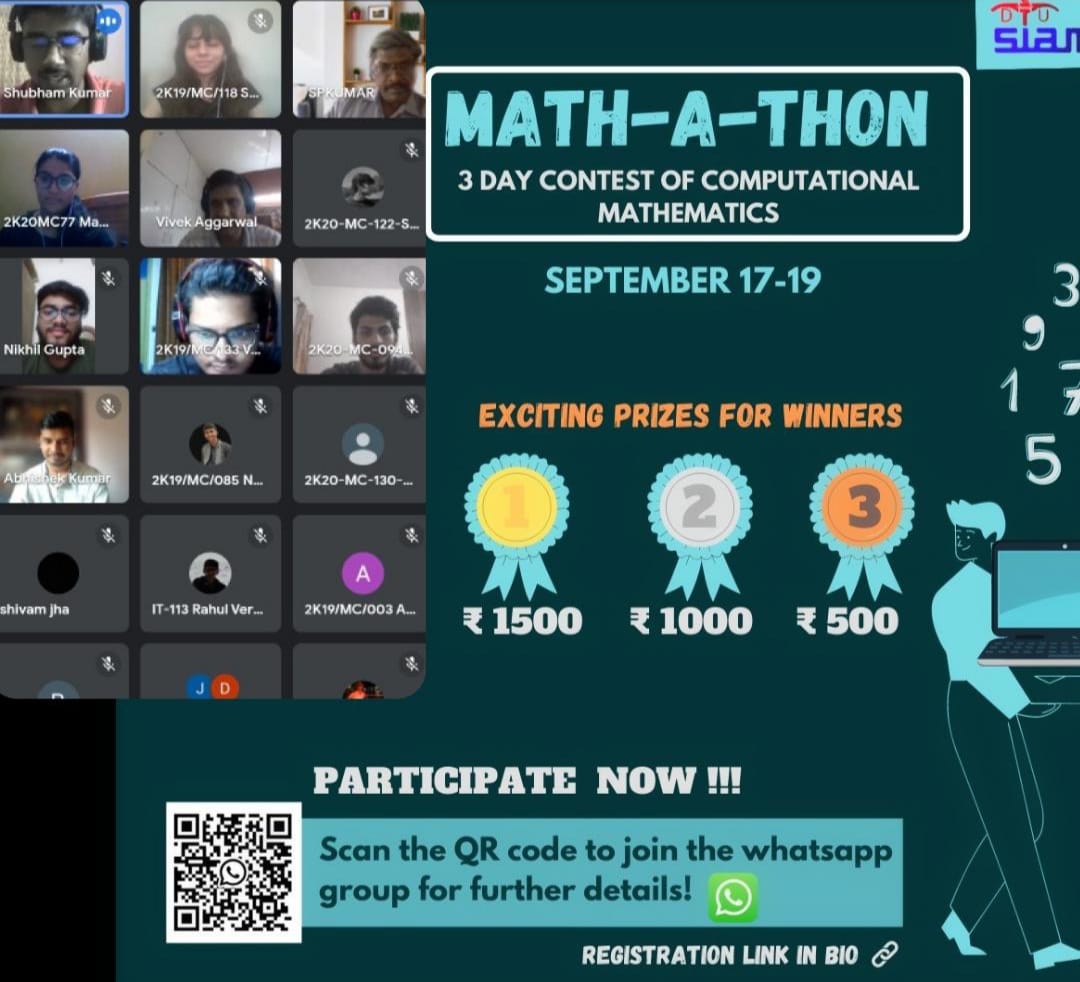 Shubham Kumar
2K19/MC/118 S...
SPKUMAR
2K20MC77 Ma...
Vivek Aggarwal
2K20-MC-122-S...
Nikhil Gupta
2K19/MC/133 V...
2K20-MC-094...
Abhishek Kumar
2K19/MC/085 N...
2K20-MC-130-...
shivam jha
IT-113 Rahul Ver...
A
2K19/MC/003 A...
J D
D T U
siam
MATH-A-THON
3 DAY CONTEST OF COMPUTATIONAL
MATHEMATICS
SEPTEMBER 17-19
3
9
1 7
5
EXCITING PRIZES FOR WINNERS
1 2 3
₹ 1500 ₹ 1000 ₹ 500
PARTICIPATE NOW !!!
Scan the QR code to join the whatsapp
group for further details!
REGISTRATION LINK IN BIO